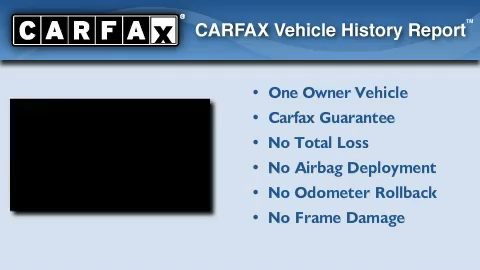 CARFAX® CARFAX Vehicle History Report™
• One Owner Vehicle
• Carfax Guarantee
• No Total Loss
• No Airbag Deployment
• No Odometer Rollback
• No Frame Damage